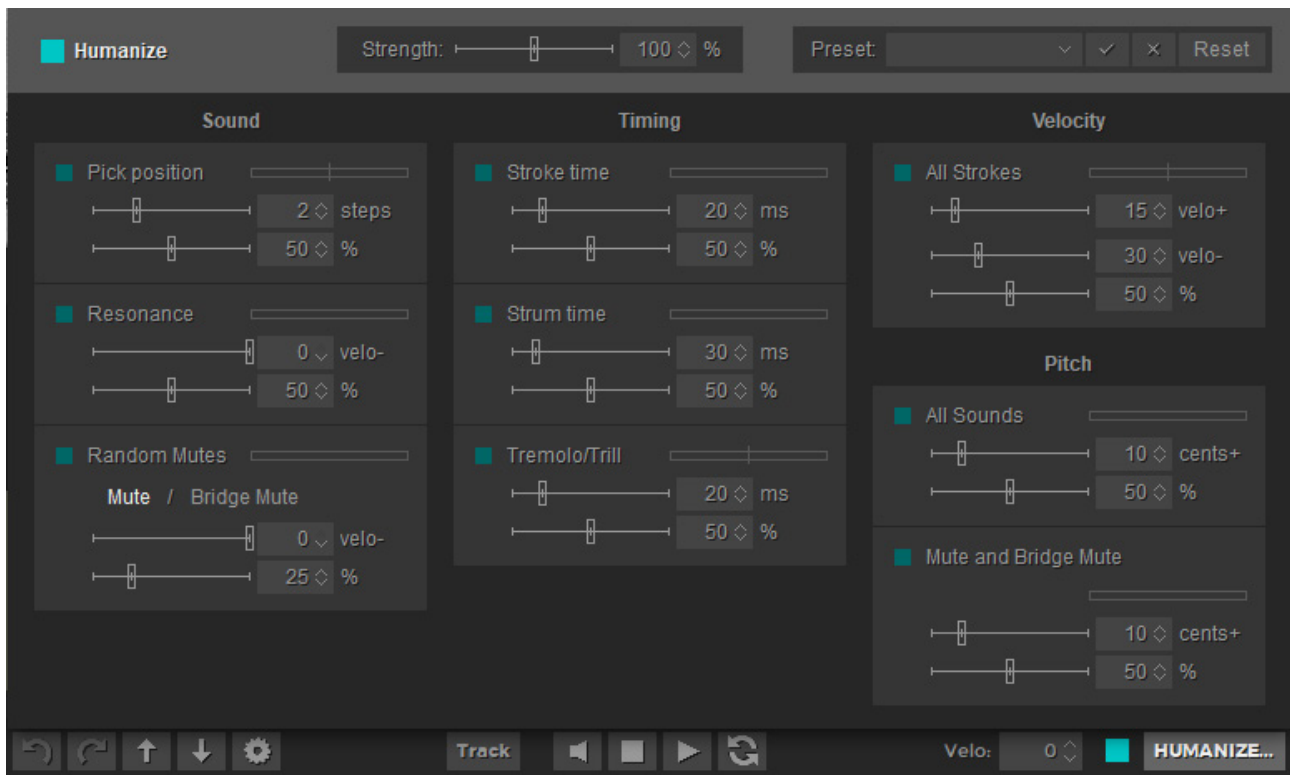 Humanize
Strength: 100 %
Preset: Reset
Sound
Pick position
2 steps
50 %
Resonance
0 velo-
50 %
Random Mutes
Mute / Bridge Mute
0 velo-
25 %
Timing
Stroke time
20 ms
50 %
Strum time
30 ms
50 %
Tremolo/Trill
20 ms
50 %
Velocity
All Strokes
15 velo+
30 velo-
50 %
Pitch
All Sounds
10 cents+
50 %
Mute and Bridge Mute
10 cents+
50 %
Track Velo: 0 HUMANIZE...